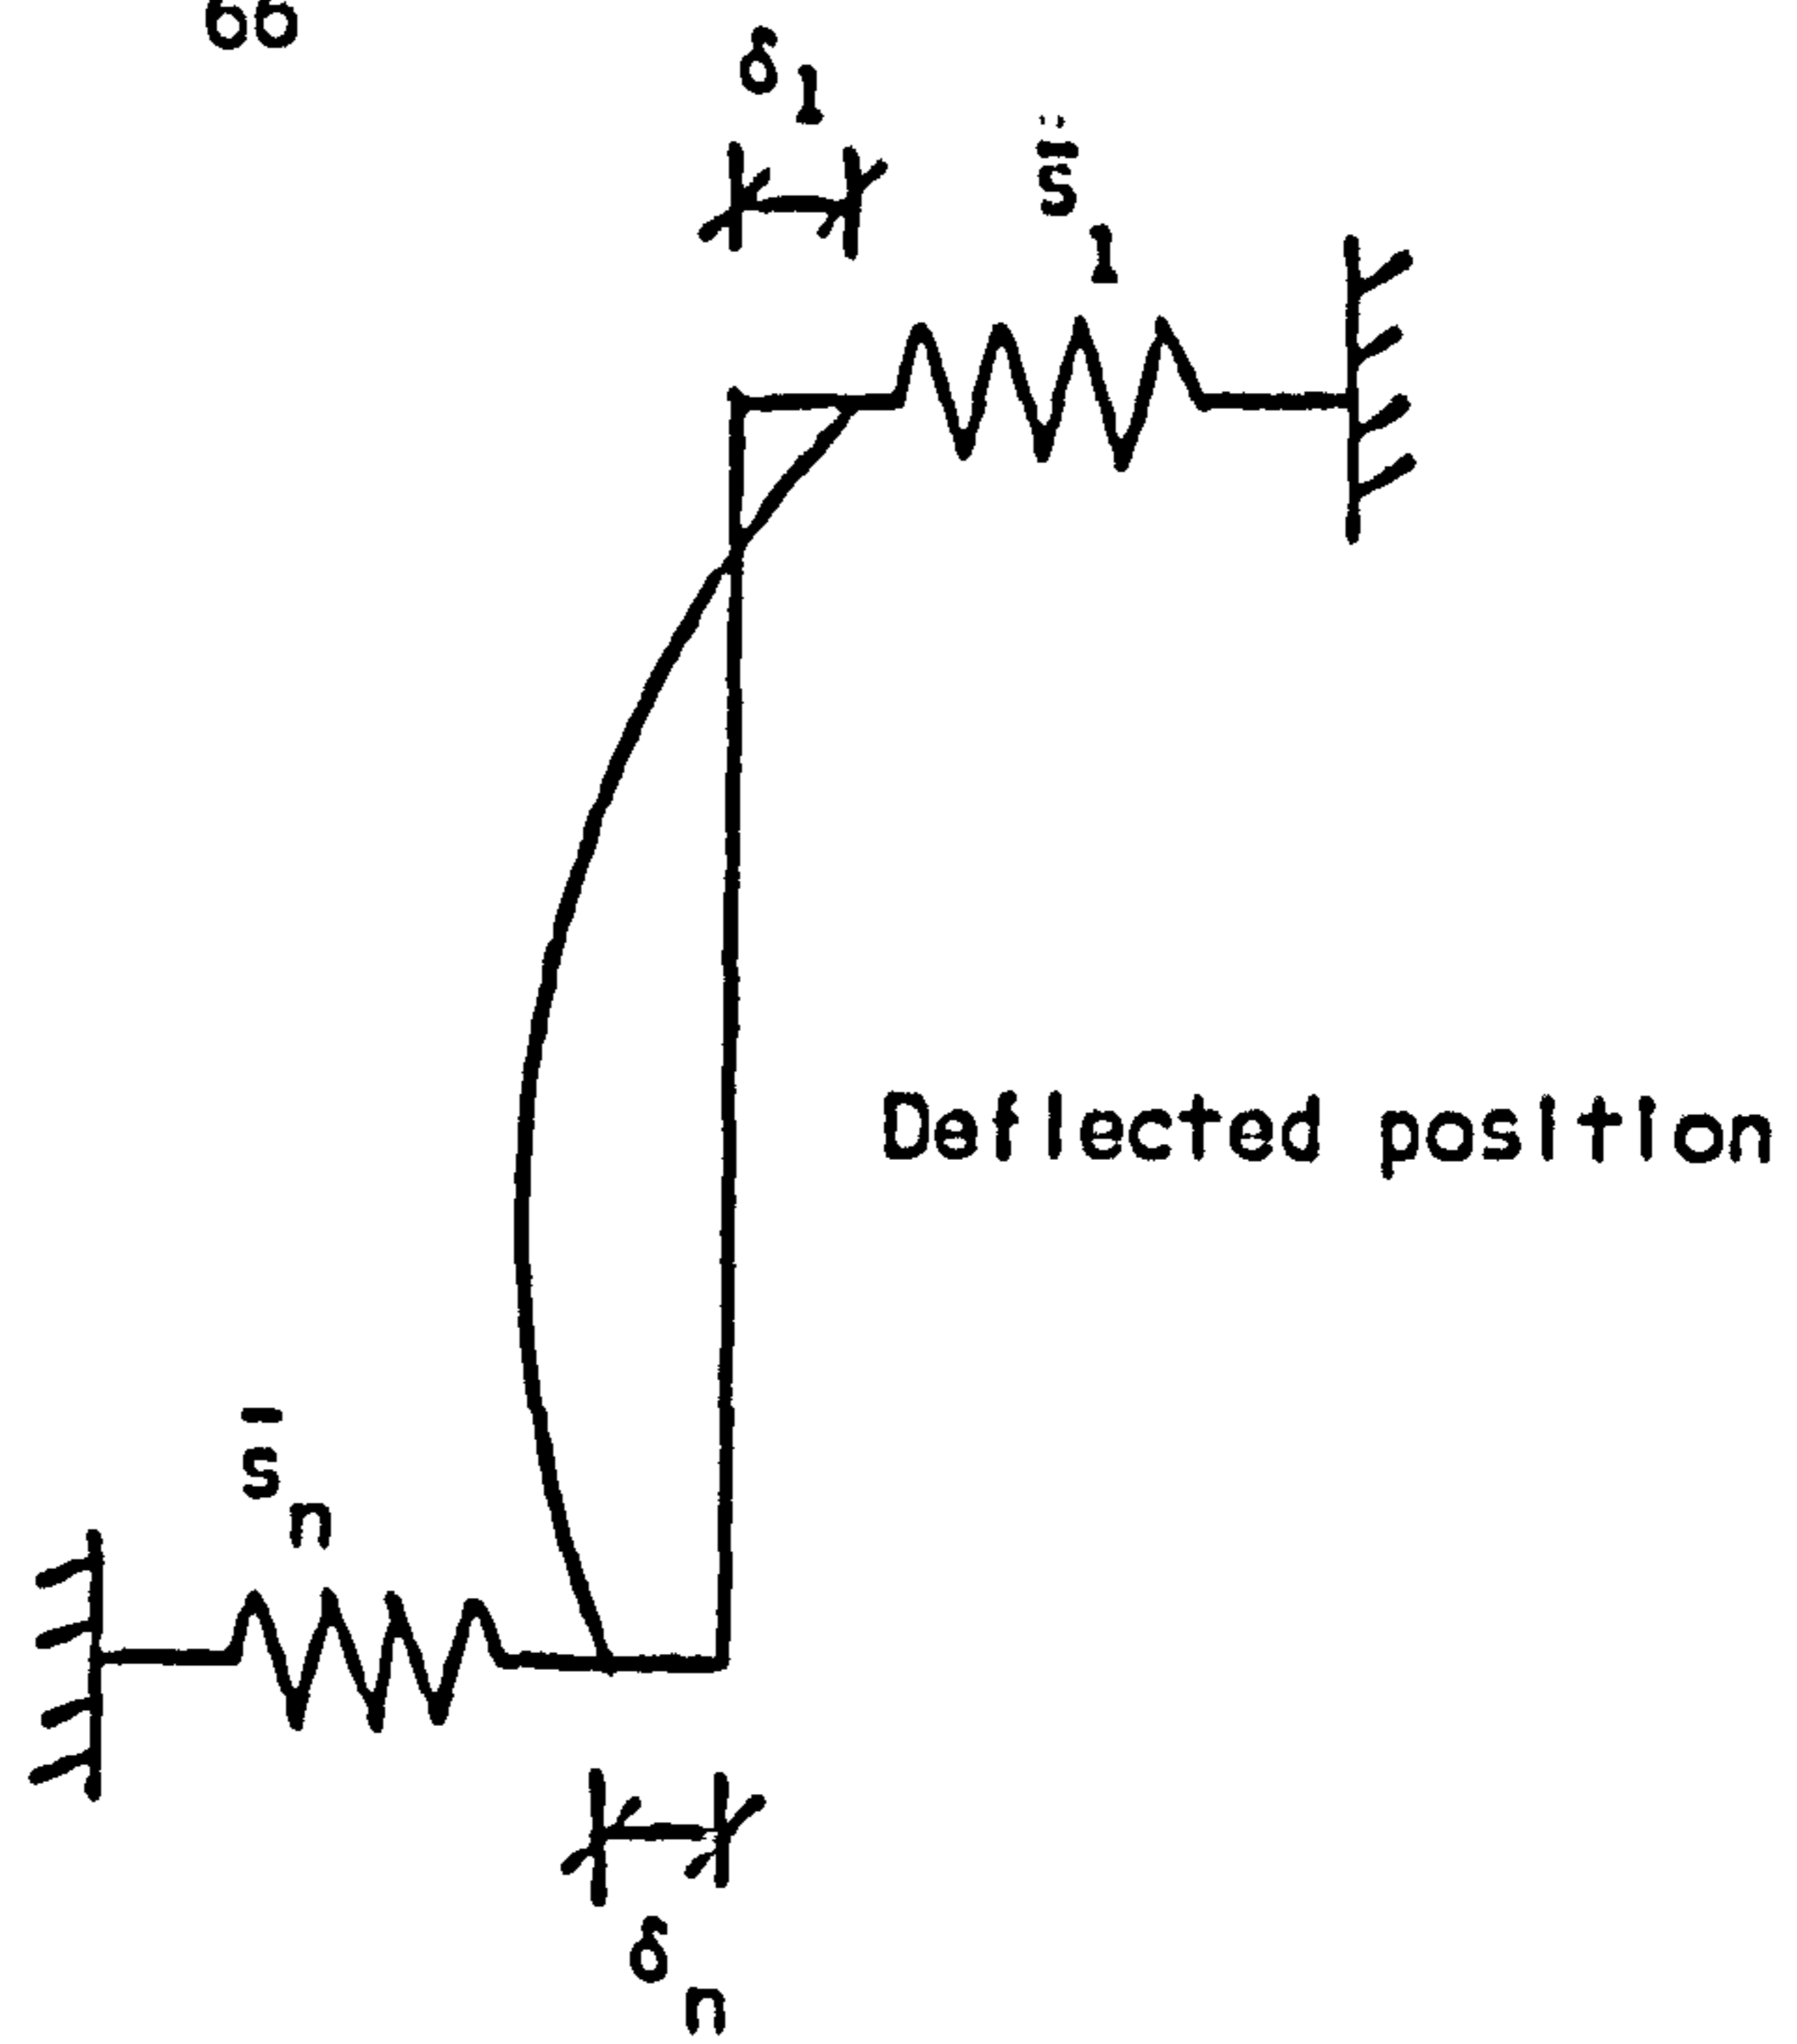 66
δ1
s̄1
Deflected position
s̄n
δn